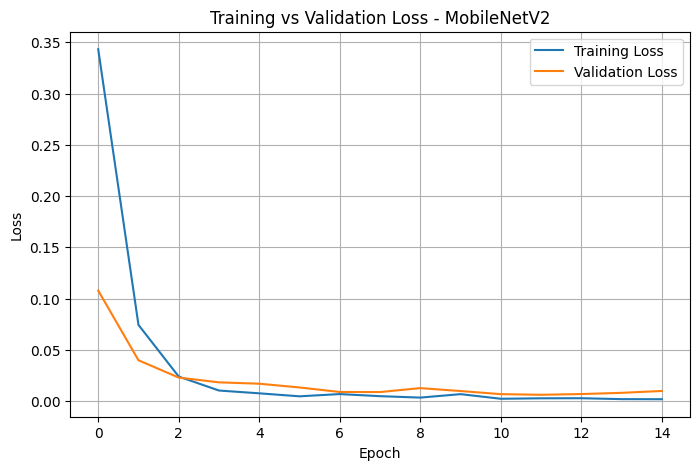 Training vs Validation Loss - MobileNetV2
Training Loss
Validation Loss
0.35
0.30
0.25
0.20
0.15
0.10
0.05
0.00
Loss
0 2 4 6 8 10 12 14
Epoch